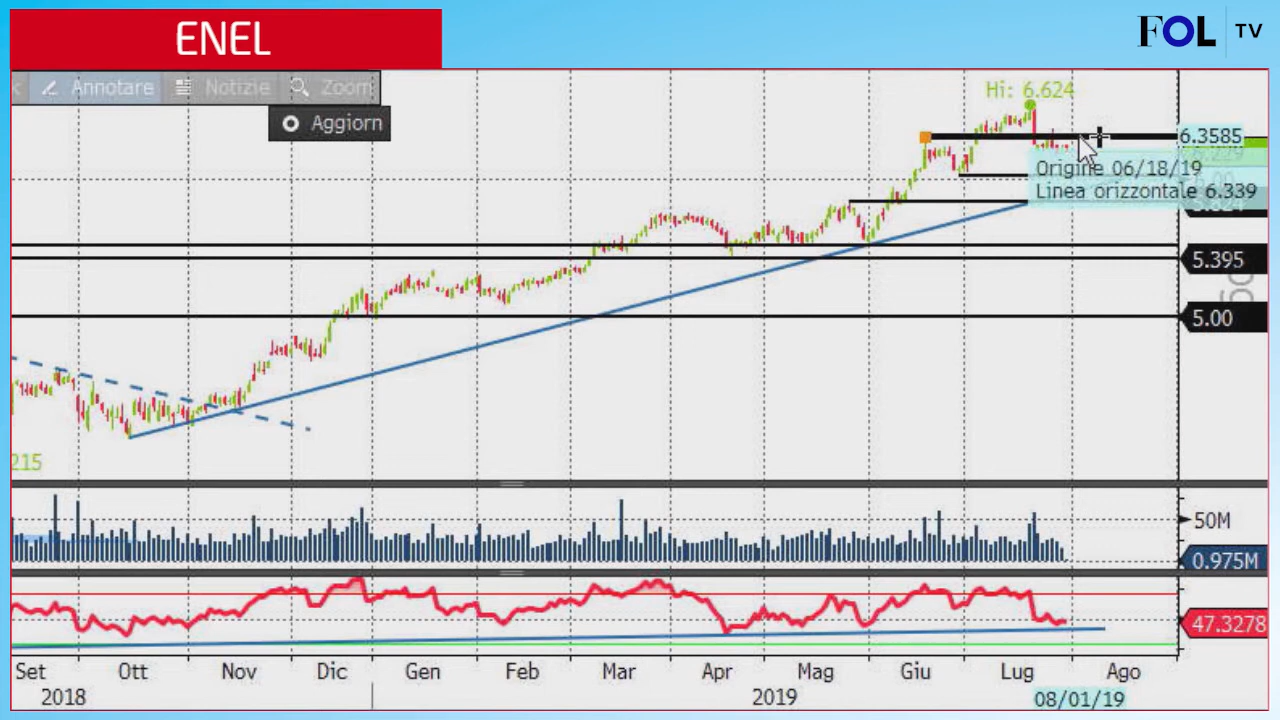 ENEL
FOL TV
Annotare Notizie Zoom
Aggiorn
Hi: 6.624
6.3585
Origine 06/18/19
Linea orizzontale 6.339
5.395
5.00
215
50M
0.975M
47.3278
Set Ott Nov Dic Gen Feb Mar Apr Mag Giu Lug Ago
2018 2019 08/01/19